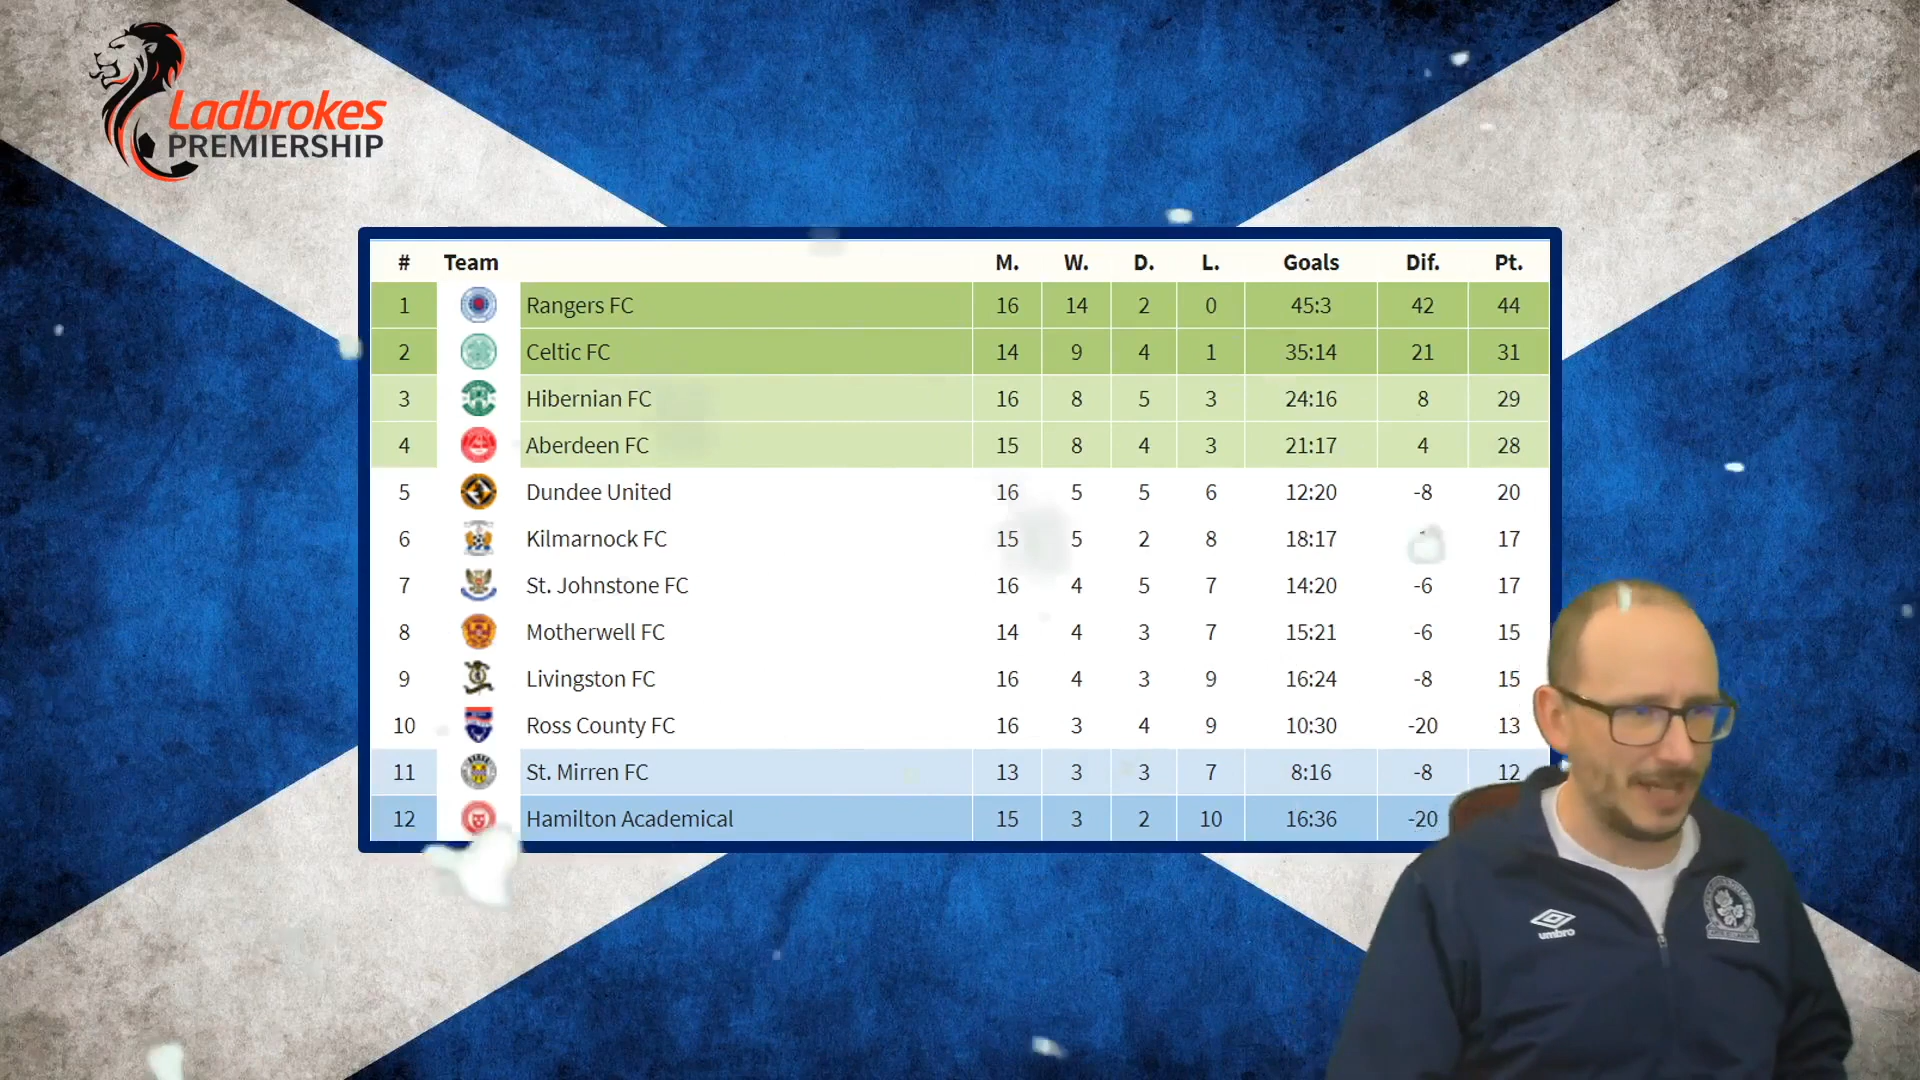 Ladbrokes
PREMIERSHIP
# Team M. W. D. L. Goals Dif. Pt.
1 Rangers FC 16 14 2 0 45:3 42 44
2 Celtic FC 14 9 4 1 35:14 21 31
3 Hibernian FC 16 8 5 3 24:16 8 29
4 Aberdeen FC 15 8 4 3 21:17 4 28
5 Dundee United 16 5 5 6 12:20 -8 20
6 Kilmarnock FC 15 5 2 8 18:17 17
7 St. Johnstone FC 16 4 5 7 14:20 -6 17
8 Motherwell FC 14 4 3 7 15:21 -6 15
9 Livingston FC 16 4 3 9 16:24 -8 15
10 Ross County FC 16 3 4 9 10:30 -20 13
11 St. Mirren FC 13 3 3 7 8:16 -8 12
12 Hamilton Academical 15 3 2 10 16:36 -20
umbro